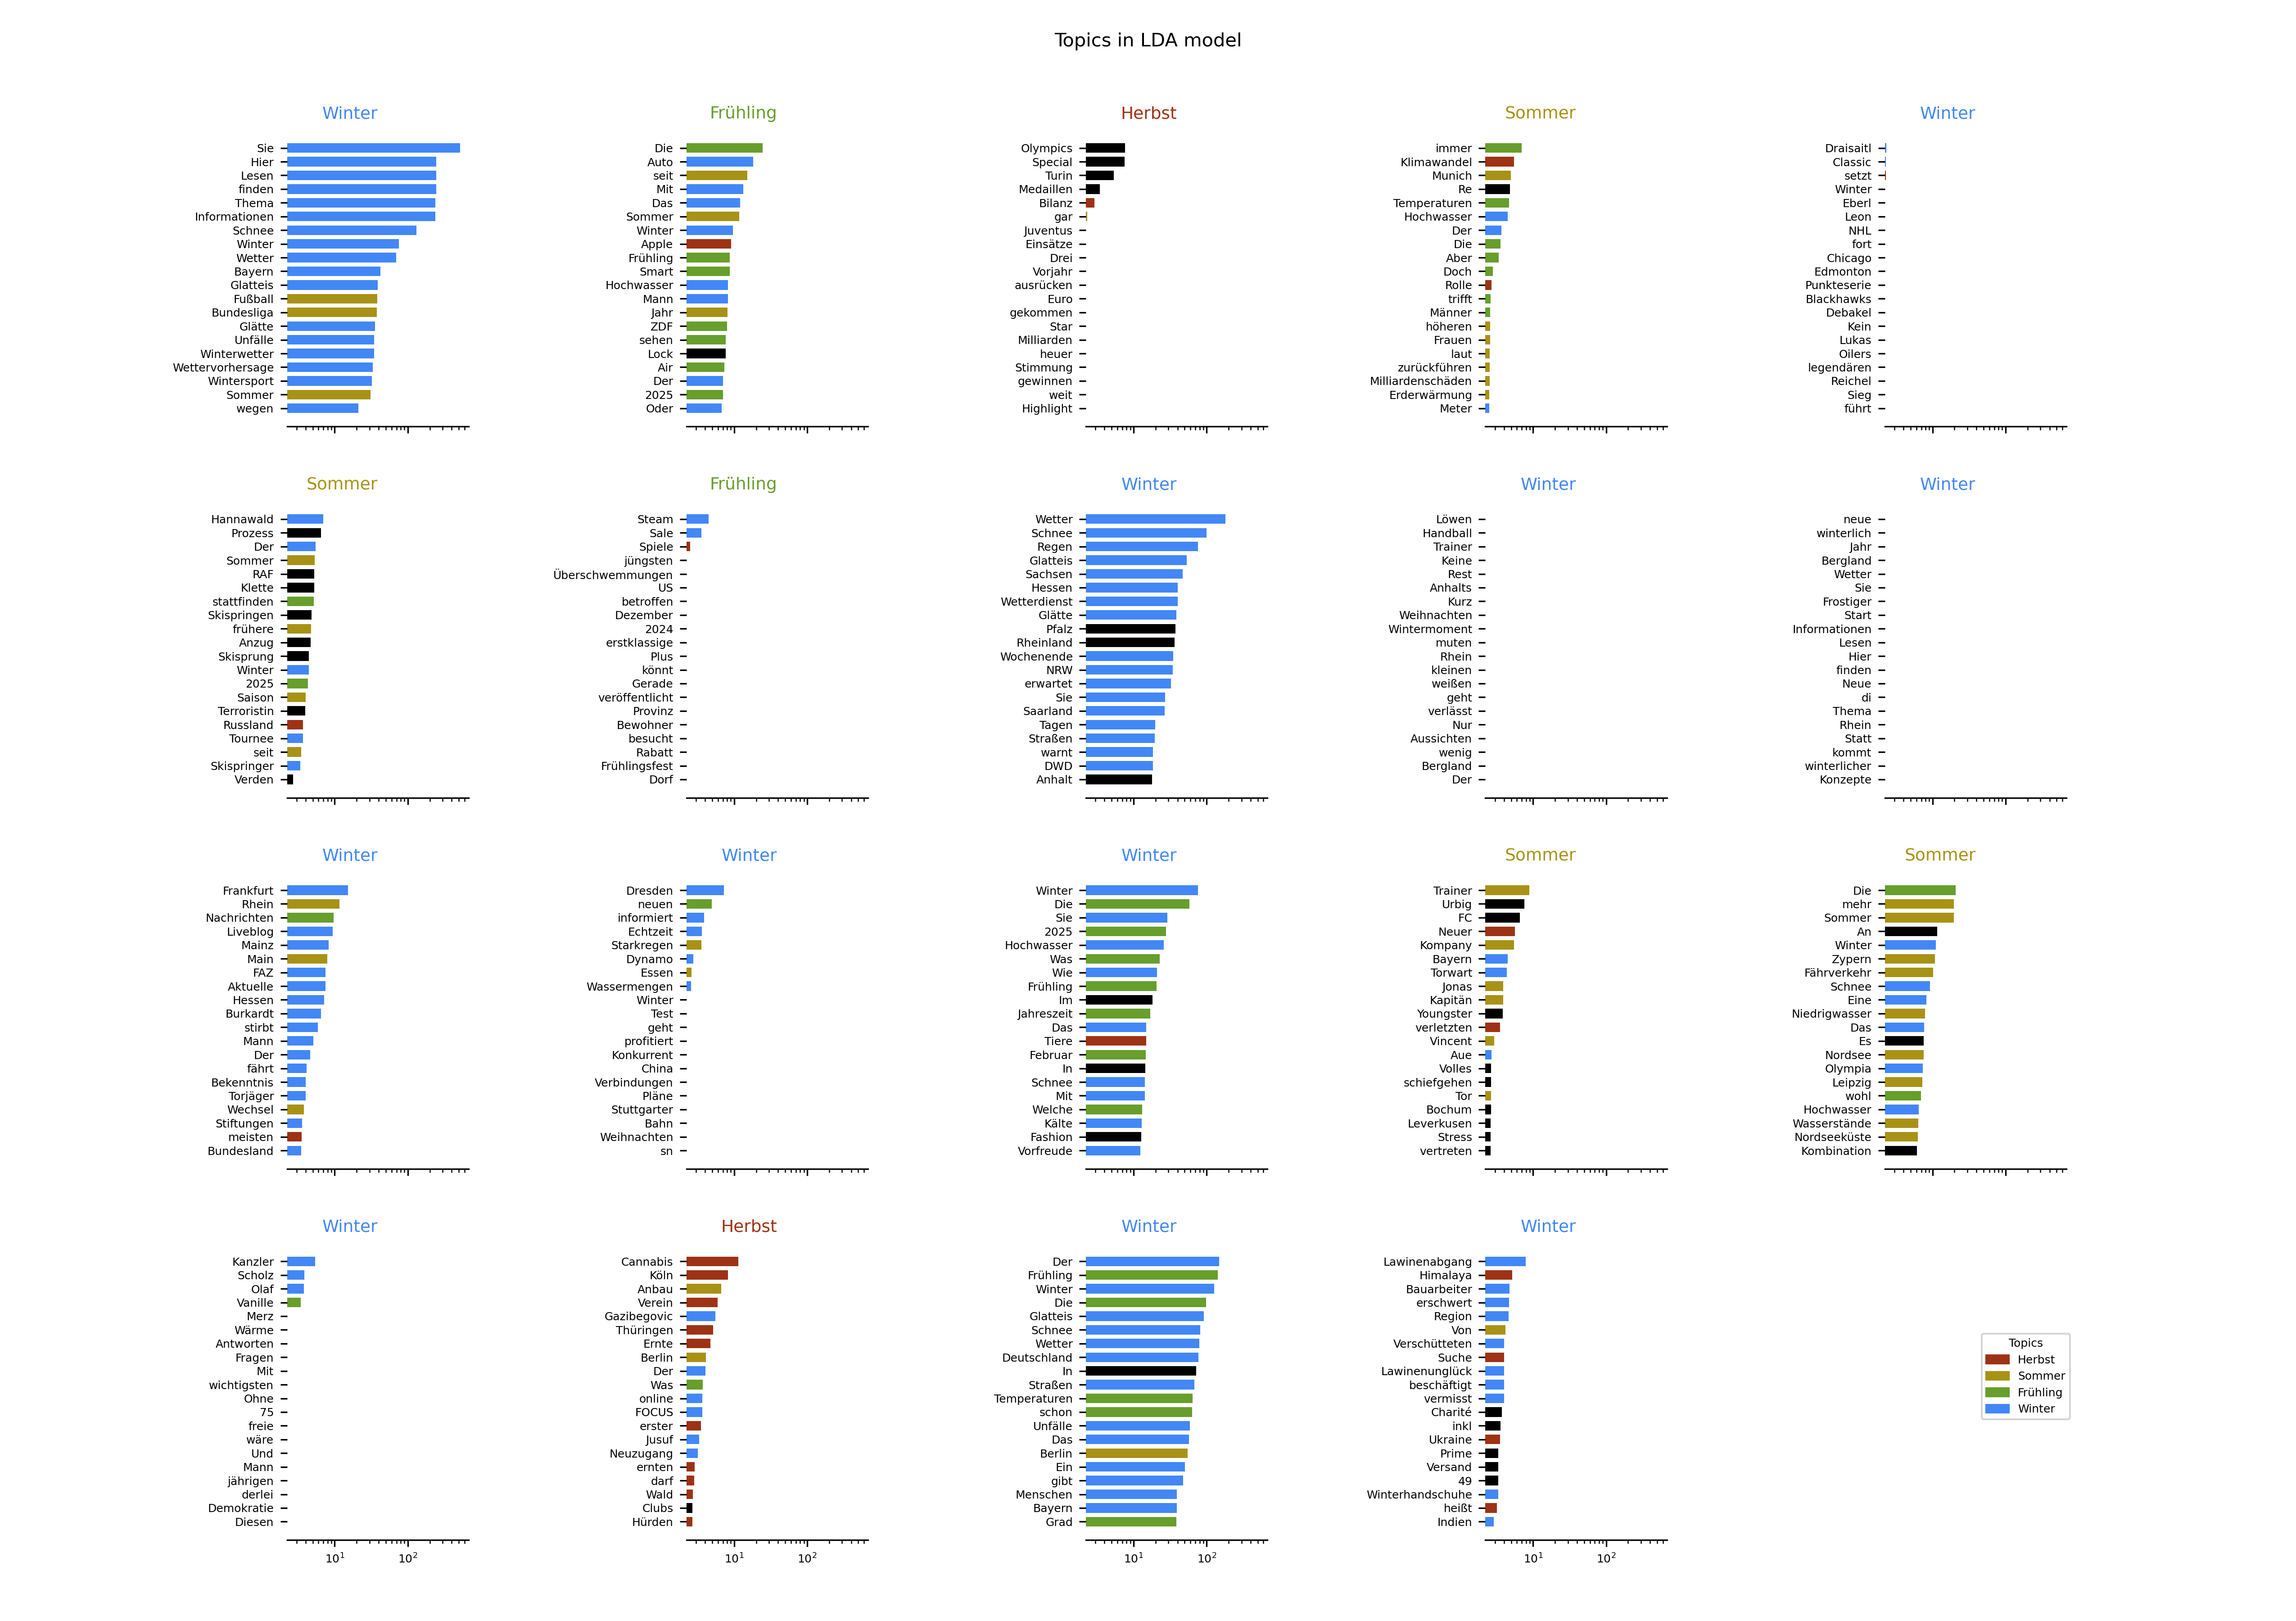 Topics in LDA model
Winter
Sie
Hier
Lesen
finden
Thema
Informationen
Schnee
Winter
Wetter
Bayern
Glatteis
Fußball
Bundesliga
Glätte
Unfälle
Winterwetter
Wettervorhersage
Wintersport
Sommer
wegen
Frühling
Die
Auto
seit
Mit
Das
Sommer
Winter
Apple
Frühling
Smart
Hochwasser
Mann
Jahr
ZDF
sehen
Lock
Air
Der
2025
Oder
Herbst
Olympics
Special
Turin
Medaillen
Bilanz
gar
Juventus
Einsätze
Drei
Vorjahr
ausrücken
Euro
gekommen
Star
Milliarden
heuer
Stimmung
gewinnen
weit
Highlight
Sommer
immer
Klimawandel
Munich
Re
Temperaturen
Hochwasser
Der
Die
Aber
Doch
Rolle
trifft
Männer
höheren
Frauen
laut
zurückführen
Milliardenschäden
Erderwärmung
Meter
Winter
Draisaitl
Classic
setzt
Winter
Eberl
Leon
NHL
fort
Chicago
Edmonton
Punkteserie
Blackhawks
Debakel
Kein
Lukas
Oilers
legendären
Reichel
Sieg
führt
Sommer
Hannawald
Prozess
Der
Sommer
RAF
Klette
stattfinden
Skispringen
frühere
Anzug
Skisprung
Winter
2025
Saison
Terroristin
Russland
Tournee
seit
Skispringer
Verden
Frühling
Steam
Sale
Spiele
jüngsten
Überschwemmungen
US
betroffen
Dezember
2024
erstklassige
Plus
könnt
Gerade
veröffentlicht
Provinz
Bewohner
besucht
Rabatt
Frühlingsfest
Dorf
Winter
Wetter
Schnee
Regen
Glatteis
Sachsen
Hessen
Wetterdienst
Glätte
Pfalz
Rheinland
Wochenende
NRW
erwartet
Sie
Saarland
Tagen
Straßen
warnt
DWD
Anhalt
Winter
Löwen
Handball
Trainer
Keine
Rest
Anhalts
Kurz
Weihnachten
Wintermoment
muten
Rhein
kleinen
weißen
geht
verlässt
Nur
Aussichten
wenig
Bergland
Der
Winter
neue
winterlich
Jahr
Bergland
Wetter
Sie
Frostiger
Start
Informationen
Lesen
Hier
finden
Neue
di
Thema
Rhein
Statt
kommt
winterlicher
Konzepte
Winter
Frankfurt
Rhein
Nachrichten
Liveblog
Mainz
Main
FAZ
Aktuelle
Hessen
Burkardt
stirbt
Mann
Der
fährt
Bekenntnis
Torjäger
Wechsel
Stiftungen
meisten
Bundesland
Winter
Dresden
neuen
informiert
Echtzeit
Starkregen
Dynamo
Essen
Wassermengen
Winter
Test
geht
profitiert
Konkurrent
China
Verbindungen
Pläne
Stuttgarter
Bahn
Weihnachten
sn
Winter
Winter
Die
Sie
2025
Hochwasser
Was
Wie
Frühling
Im
Jahreszeit
Das
Tiere
Februar
In
Schnee
Mit
Welche
Kälte
Fashion
Vorfreude
Sommer
Trainer
Urbig
FC
Neuer
Kompany
Bayern
Torwart
Jonas
Kapitän
Youngster
verletzten
Vincent
Aue
Volles
schiefgehen
Tor
Bochum
Leverkusen
Stress
vertreten
Sommer
Die
mehr
Sommer
An
Winter
Zypern
Fährverkehr
Schnee
Eine
Niedrigwasser
Das
Es
Nordsee
Olympia
Leipzig
wohl
Hochwasser
Wasserstände
Nordseeküste
Kombination
Winter
Kanzler
Scholz
Olaf
Vanille
Merz
Wärme
Antworten
Fragen
Mit
wichtigsten
Ohne
75
freie
wäre
Und
Mann
jährigen
derlei
Demokratie
Diesen
10¹ 10²
Herbst
Cannabis
Köln
Anbau
Verein
Gazibegovic
Thüringen
Ernte
Berlin
Der
Was
online
FOCUS
erster
Jusuf
Neuzugang
ernten
darf
Wald
Clubs
Hürden
10¹ 10²
Winter
Der
Frühling
Winter
Die
Glatteis
Schnee
Wetter
Deutschland
In
Straßen
Temperaturen
schon
Unfälle
Das
Berlin
Ein
gibt
Menschen
Bayern
Grad
10¹ 10²
Winter
Lawinenabgang
Himalaya
Bauarbeiter
erschwert
Region
Von
Verschütteten
Suche
Lawinenunglück
beschäftigt
vermisst
Charité
inkl
Ukraine
Prime
Versand
49
Winterhandschuhe
heißt
Indien
10¹ 10²
Topics
Herbst
Sommer
Frühling
Winter